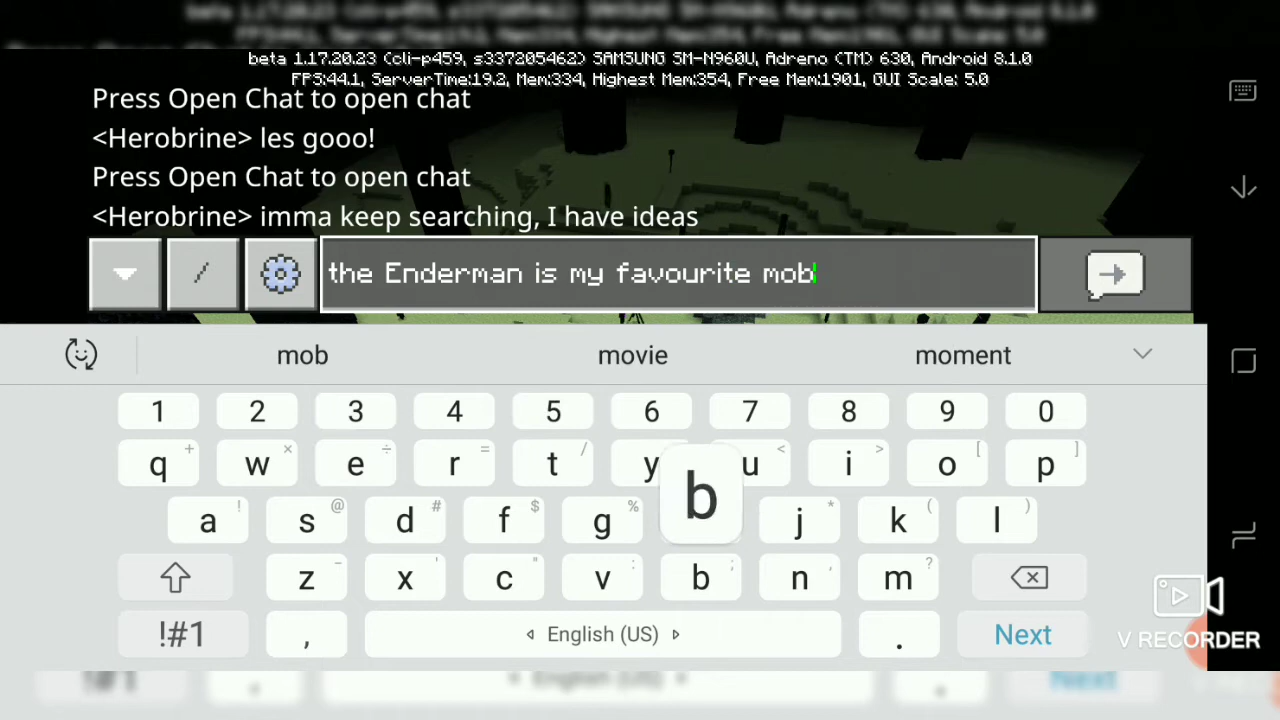 beta 1.17.20.23 (cli-p459, s337205462) SAMSUNG SM-N960U, Adreno (TM) 630, Android 8.1.0
FPS:44.1, ServerTime:19.2, Mem:334, Highest Mem:354, Free Mem:1901, GUI Scale: 5.0
Press Open Chat to open chat
<Herobrine> les gooo!
Press Open Chat to open chat
<Herobrine> imma keep searching, I have ideas
/ the Enderman is my favourite mob
mob movie moment
1 2 3 4 5 6 7 8 9 0
+ × ÷ = / < > [ ]
q w e r t y u i o p
! @ # $ % * ( )
a s d f g b j k l
- ' " : ; , ?
z x c v b n m
!#1 , English (US) . Next
V RECORDER